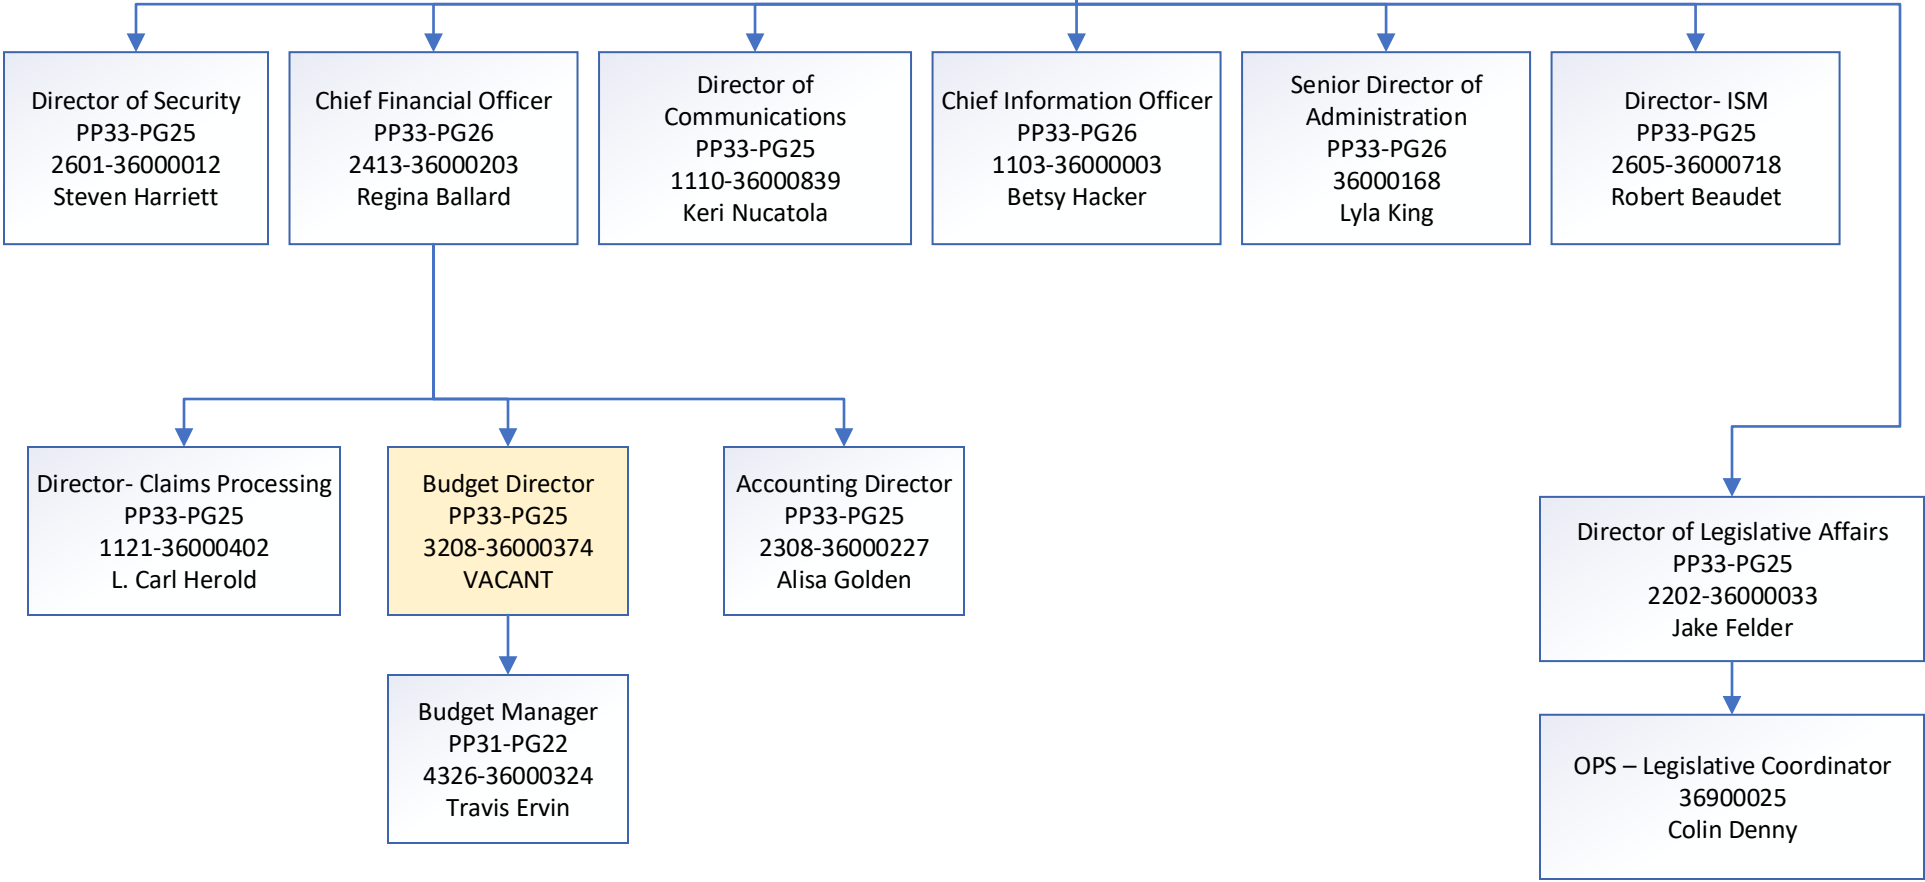 Director of Security
PP33-PG25
2601-36000012
Steven Harriett
Chief Financial Officer
PP33-PG26
2413-36000203
Regina Ballard
Director of
Communications
PP33-PG25
1110-36000839
Keri Nucatola
Chief Information Officer
PP33-PG26
1103-36000003
Betsy Hacker
Senior Director of
Administration
PP33-PG26
36000168
Lyla King
Director- ISM
PP33-PG25
2605-36000718
Robert Beaudet
Director- Claims Processing
PP33-PG25
1121-36000402
L. Carl Herold
Budget Director
PP33-PG25
3208-36000374
VACANT
Accounting Director
PP33-PG25
2308-36000227
Alisa Golden
Director of Legislative Affairs
PP33-PG25
2202-36000033
Jake Felder
Budget Manager
PP31-PG22
4326-36000324
Travis Ervin
OPS – Legislative Coordinator
36900025
Colin Denny